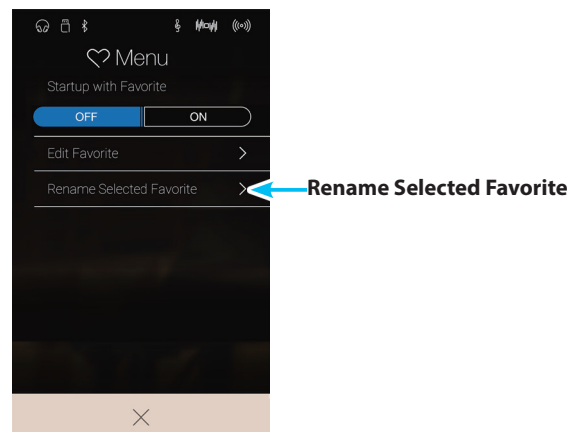 Menu
Startup with Favorite
OFF ON
Edit Favorite
Rename Selected Favorite
Rename Selected Favorite